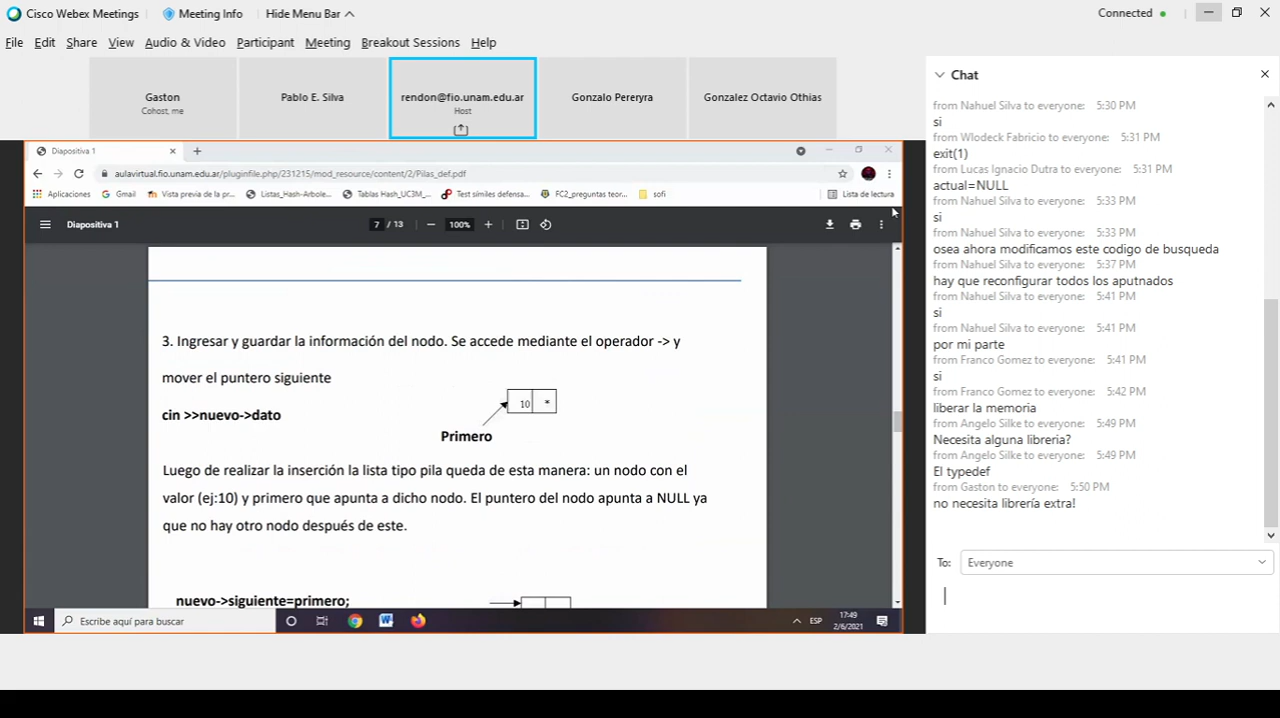 Cisco Webex Meetings
Meeting Info
Hide Menu Bar
Connected
File Edit Share View Audio & Video Participant Meeting Breakout Sessions Help
Gaston
Cohost, me
Pablo E. Silva
rendon@fio.unam.edu.ar
Host
Gonzalo Pereryra
Gonzalez Octavio Othias
Diapositiva 1
aulavirtual.fio.unam.edu.ar/pluginfile.php/231215/mod_resource/content/2/Pilas_def.pdf
Aplicaciones
Gmail
Vista previa de la pr...
Listas_Hash-Arbole...
Tablas Hash_UC3M_...
Test símiles defensa...
FC2_preguntas teor...
sofi
Lista de lectura
Diapositiva 1
7 / 13
100%
3. Ingresar y guardar la información del nodo. Se accede mediante el operador -> y
mover el puntero siguiente
cin >>nuevo->dato
10 *
Primero
Luego de realizar la inserción la lista tipo pila queda de esta manera: un nodo con el
valor (ej:10) y primero que apunta a dicho nodo. El puntero del nodo apunta a NULL ya
que no hay otro nodo después de este.
nuevo->siguiente=primero;
Escribe aquí para buscar
ESP
17:49
2/6/2021
Chat
from Nahuel Silva to everyone: 5:30 PM
si
from Wlodeck Fabricio to everyone: 5:31 PM
exit(1)
from Lucas Ignacio Dutra to everyone: 5:31 PM
actual=NULL
from Nahuel Silva to everyone: 5:33 PM
si
from Nahuel Silva to everyone: 5:33 PM
osea ahora modificamos este codigo de busqueda
from Nahuel Silva to everyone: 5:37 PM
hay que reconfigurar todos los aputnados
from Nahuel Silva to everyone: 5:41 PM
si
from Nahuel Silva to everyone: 5:41 PM
por mi parte
from Franco Gomez to everyone: 5:41 PM
si
from Franco Gomez to everyone: 5:42 PM
liberar la memoria
from Angelo Silke to everyone: 5:49 PM
Necesita alguna libreria?
from Angelo Silke to everyone: 5:49 PM
El typedef
from Gaston to everyone: 5:50 PM
no necesita librería extra!
To: Everyone